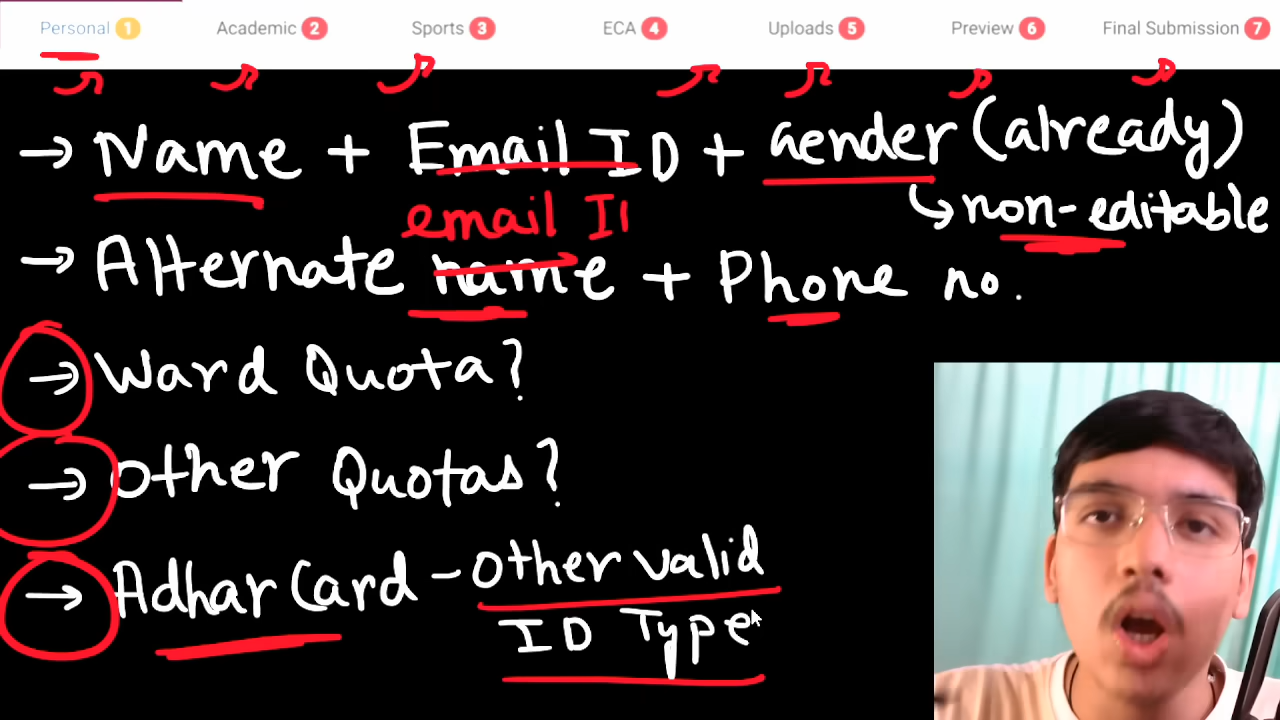 Personal 1 Academic 2 Sports 3 ECA 4 Uploads 5 Preview 6 Final Submission 7
→ Name + Email ID + Gender (already)
↳ non-editable
email I
→ Alternate name + Phone no.
→ Ward Quota?
→ Other Quotas?
→ Adhar Card - Other valid
ID Type